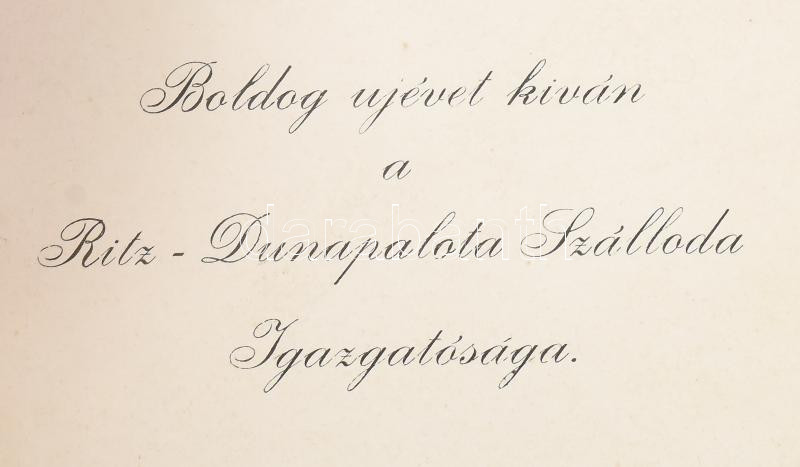 Boldog ujévet kiván
a
Ritz - Dunapalota Szálloda
Igazgatósága.